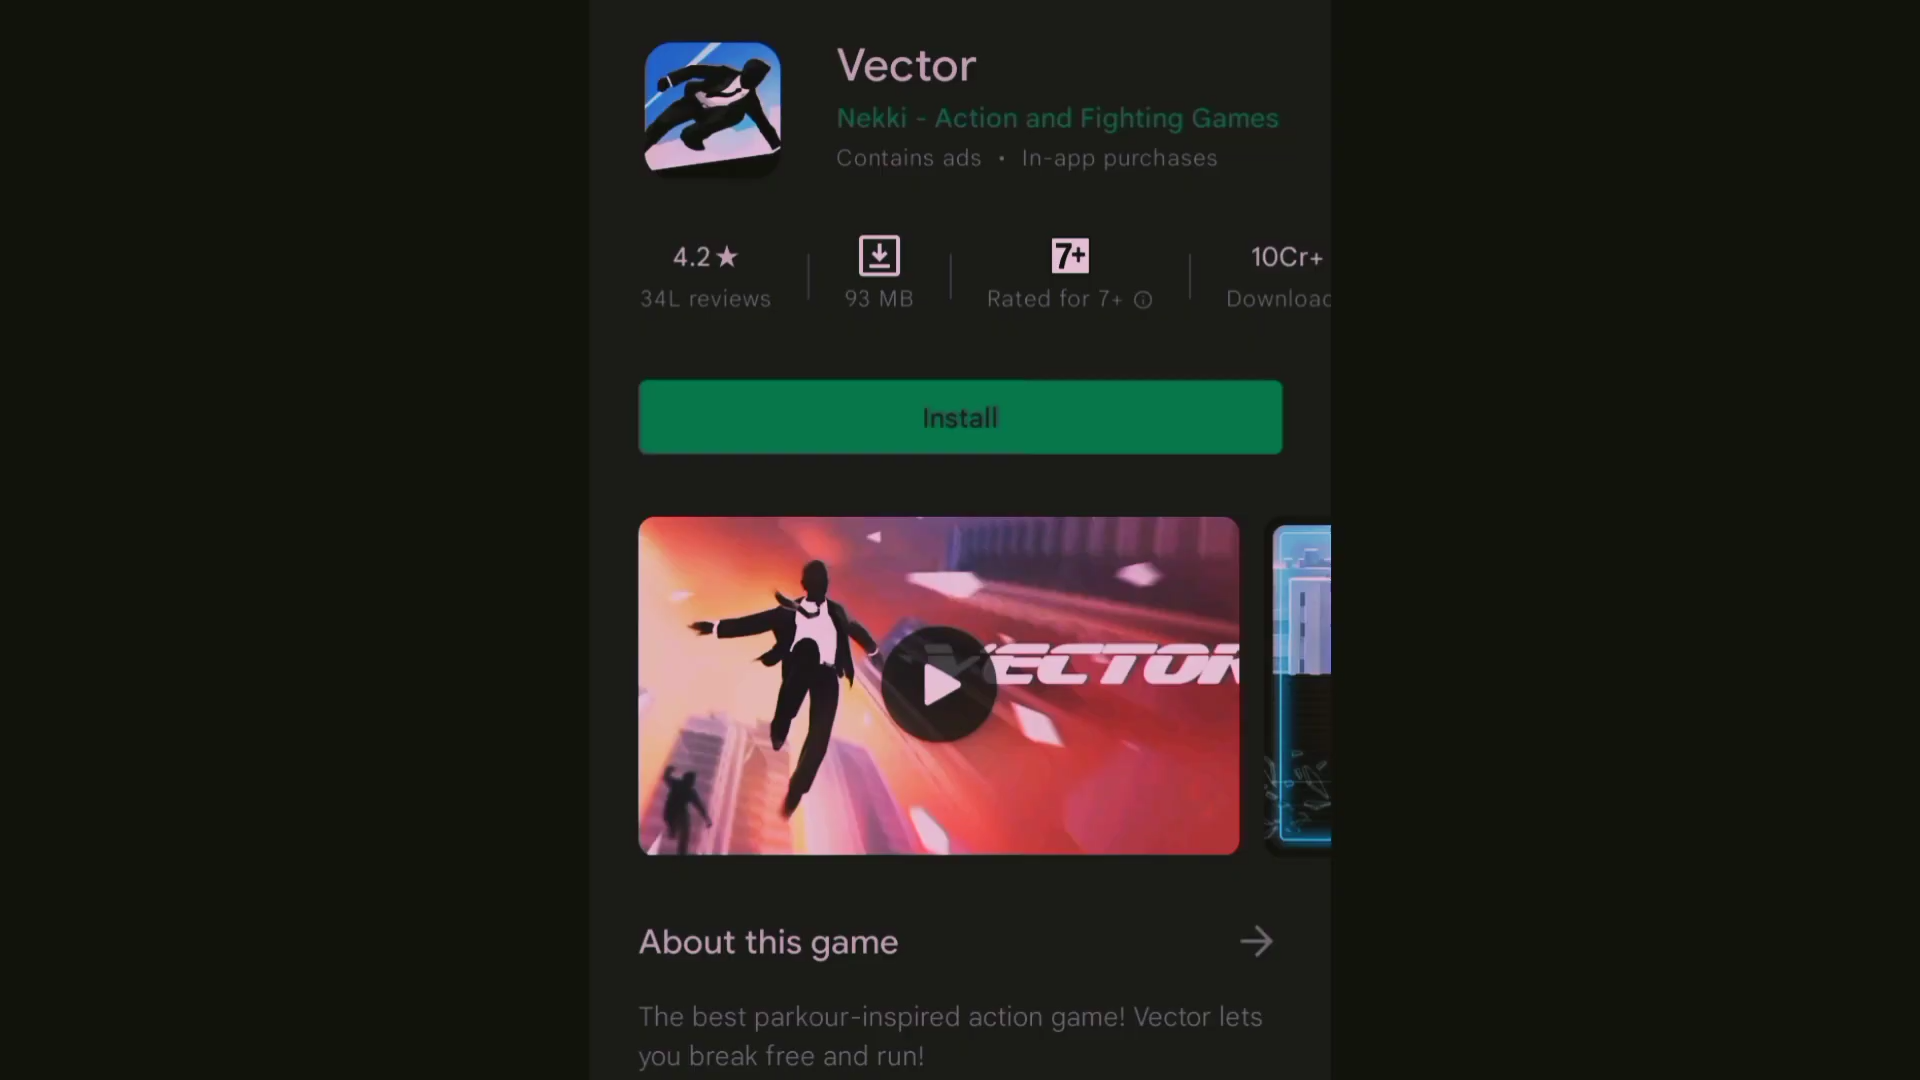 Vector
Nekki - Action and Fighting Games
Contains ads • In-app purchases
4.2★
34L reviews
93 MB
7+
Rated for 7+
10Cr+
Install
VECTOR
About this game
The best parkour-inspired action game! Vector lets
you break free and run!